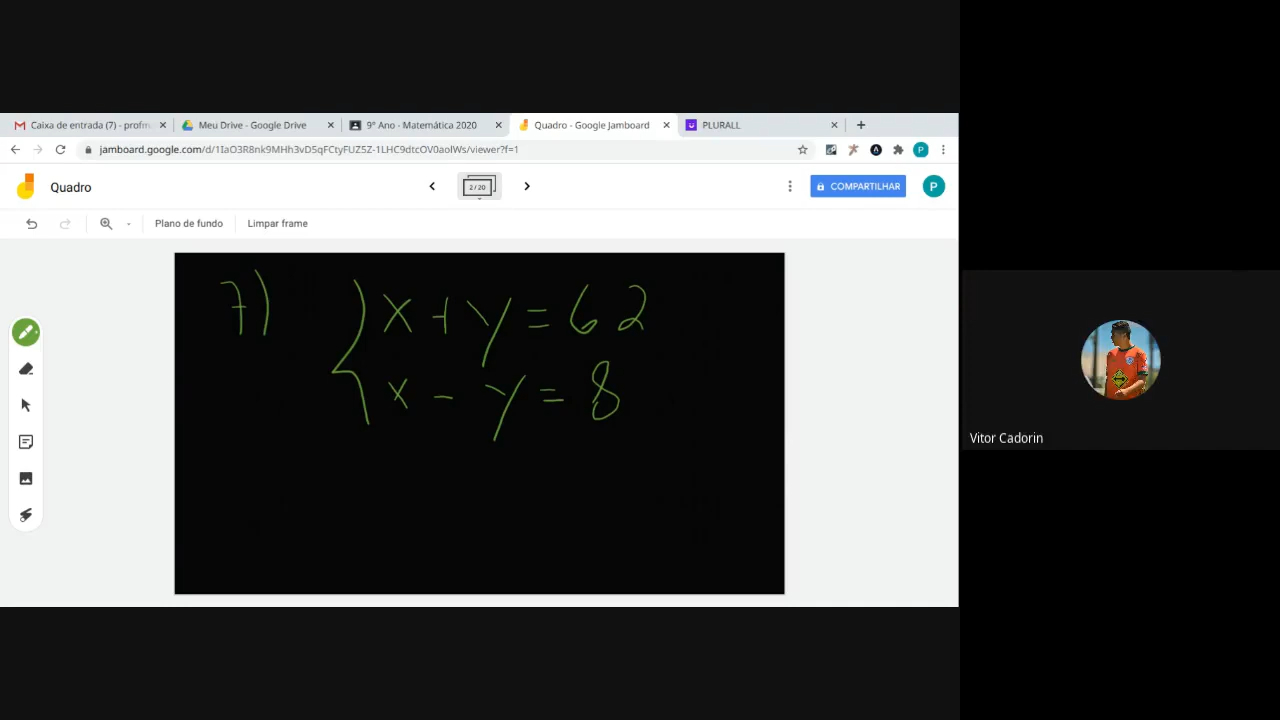 Caixa de entrada (7) - profm
Meu Drive - Google Drive
9º Ano - Matemática 2020
Quadro - Google Jamboard
PLURALL
jamboard.google.com/d/1IaO3R8nk9MHh3vD5qFCtyFUZ5Z-1LHC9dtcOV0aolWs/viewer?f=1
Quadro
2 / 20
COMPARTILHAR
P
Plano de fundo
Limpar frame
7) { x + y = 62
x - y = 8
Vitor Cadorin